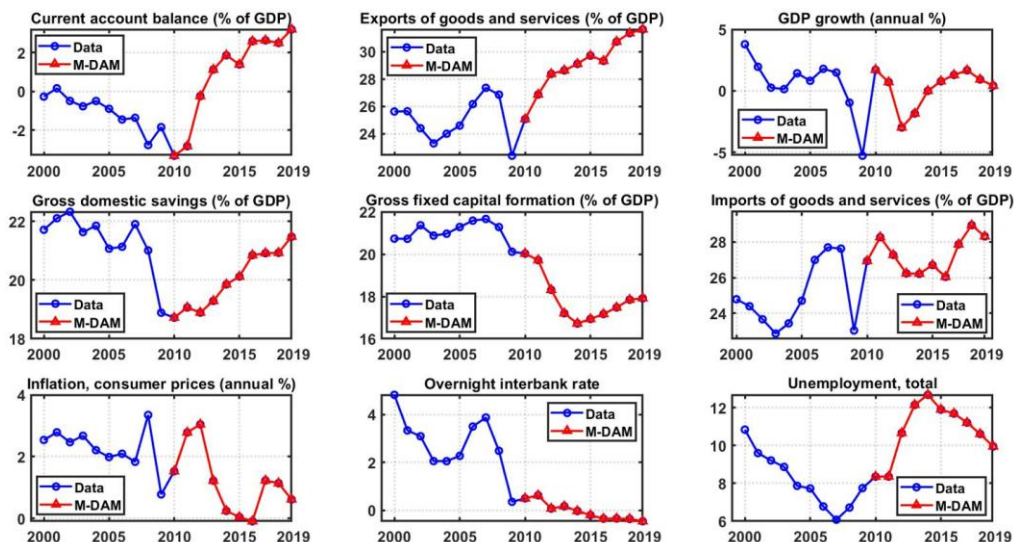 Current account balance (% of GDP)
2
0
-2
2000 2005 2010 2015 2019
Data
M-DAM
Exports of goods and services (% of GDP)
30
28
26
24
2000 2005 2010 2015 2019
Data
M-DAM
GDP growth (annual %)
5
0
-5
2000 2005 2010 2015 2019
Data
M-DAM
Gross domestic savings (% of GDP)
22
20
18
2000 2005 2010 2015 2019
Data
M-DAM
Gross fixed capital formation (% of GDP)
22
20
18
16
2000 2005 2010 2015 2019
Data
M-DAM
Imports of goods and services (% of GDP)
28
26
24
2000 2005 2010 2015 2019
Data
M-DAM
Inflation, consumer prices (annual %)
4
2
0
2000 2005 2010 2015 2019
Data
M-DAM
Overnight interbank rate
4
2
0
2000 2005 2010 2015 2019
Data
M-DAM
Unemployment, total
12
10
8
6
2000 2005 2010 2015 2019
Data
M-DAM